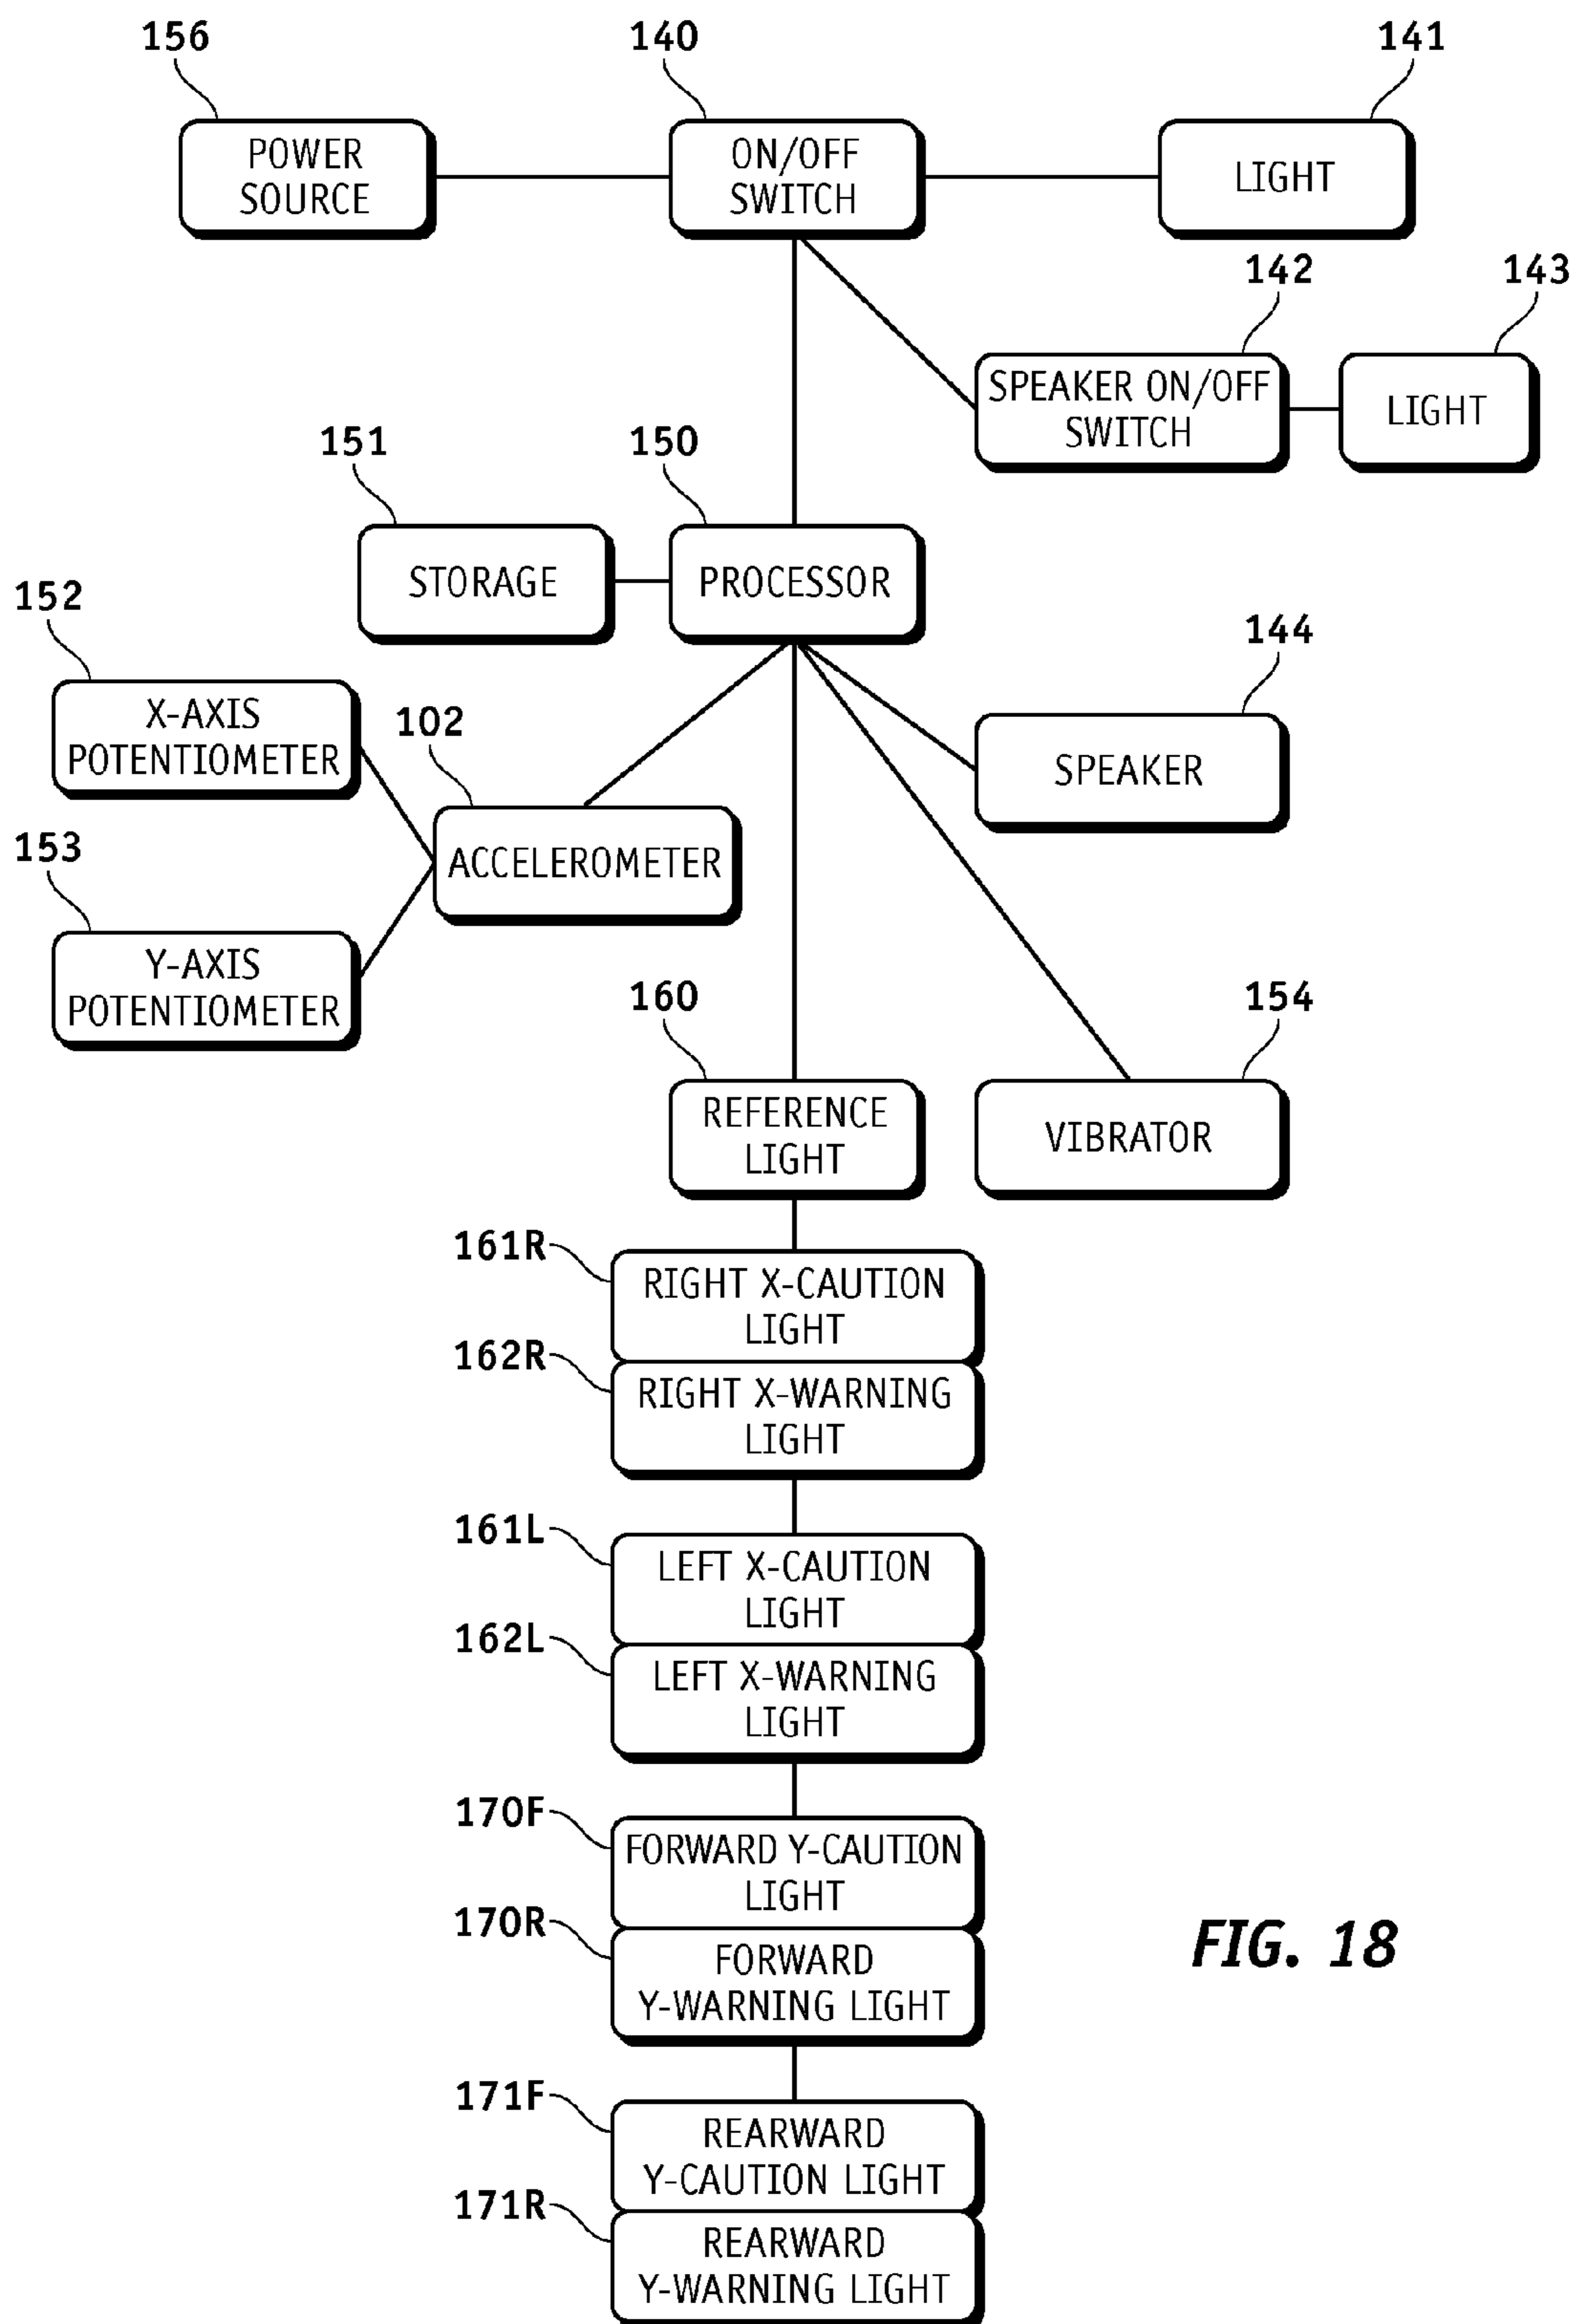 156
140
141
POWER
SOURCE
ON/OFF
SWITCH
LIGHT
142
143
SPEAKER ON/OFF
SWITCH
LIGHT
151
150
STORAGE
PROCESSOR
152
144
X-AXIS
POTENTIOMETER
102
SPEAKER
153
ACCELEROMETER
Y-AXIS
POTENTIOMETER
160
154
REFERENCE
LIGHT
VIBRATOR
161R
RIGHT X-CAUTION
LIGHT
162R
RIGHT X-WARNING
LIGHT
161L
LEFT X-CAUTION
LIGHT
162L
LEFT X-WARNING
LIGHT
170F
FORWARD Y-CAUTION
LIGHT
170R
FORWARD
Y-WARNING LIGHT
FIG. 18
171F
REARWARD
Y-CAUTION LIGHT
171R
REARWARD
Y-WARNING LIGHT